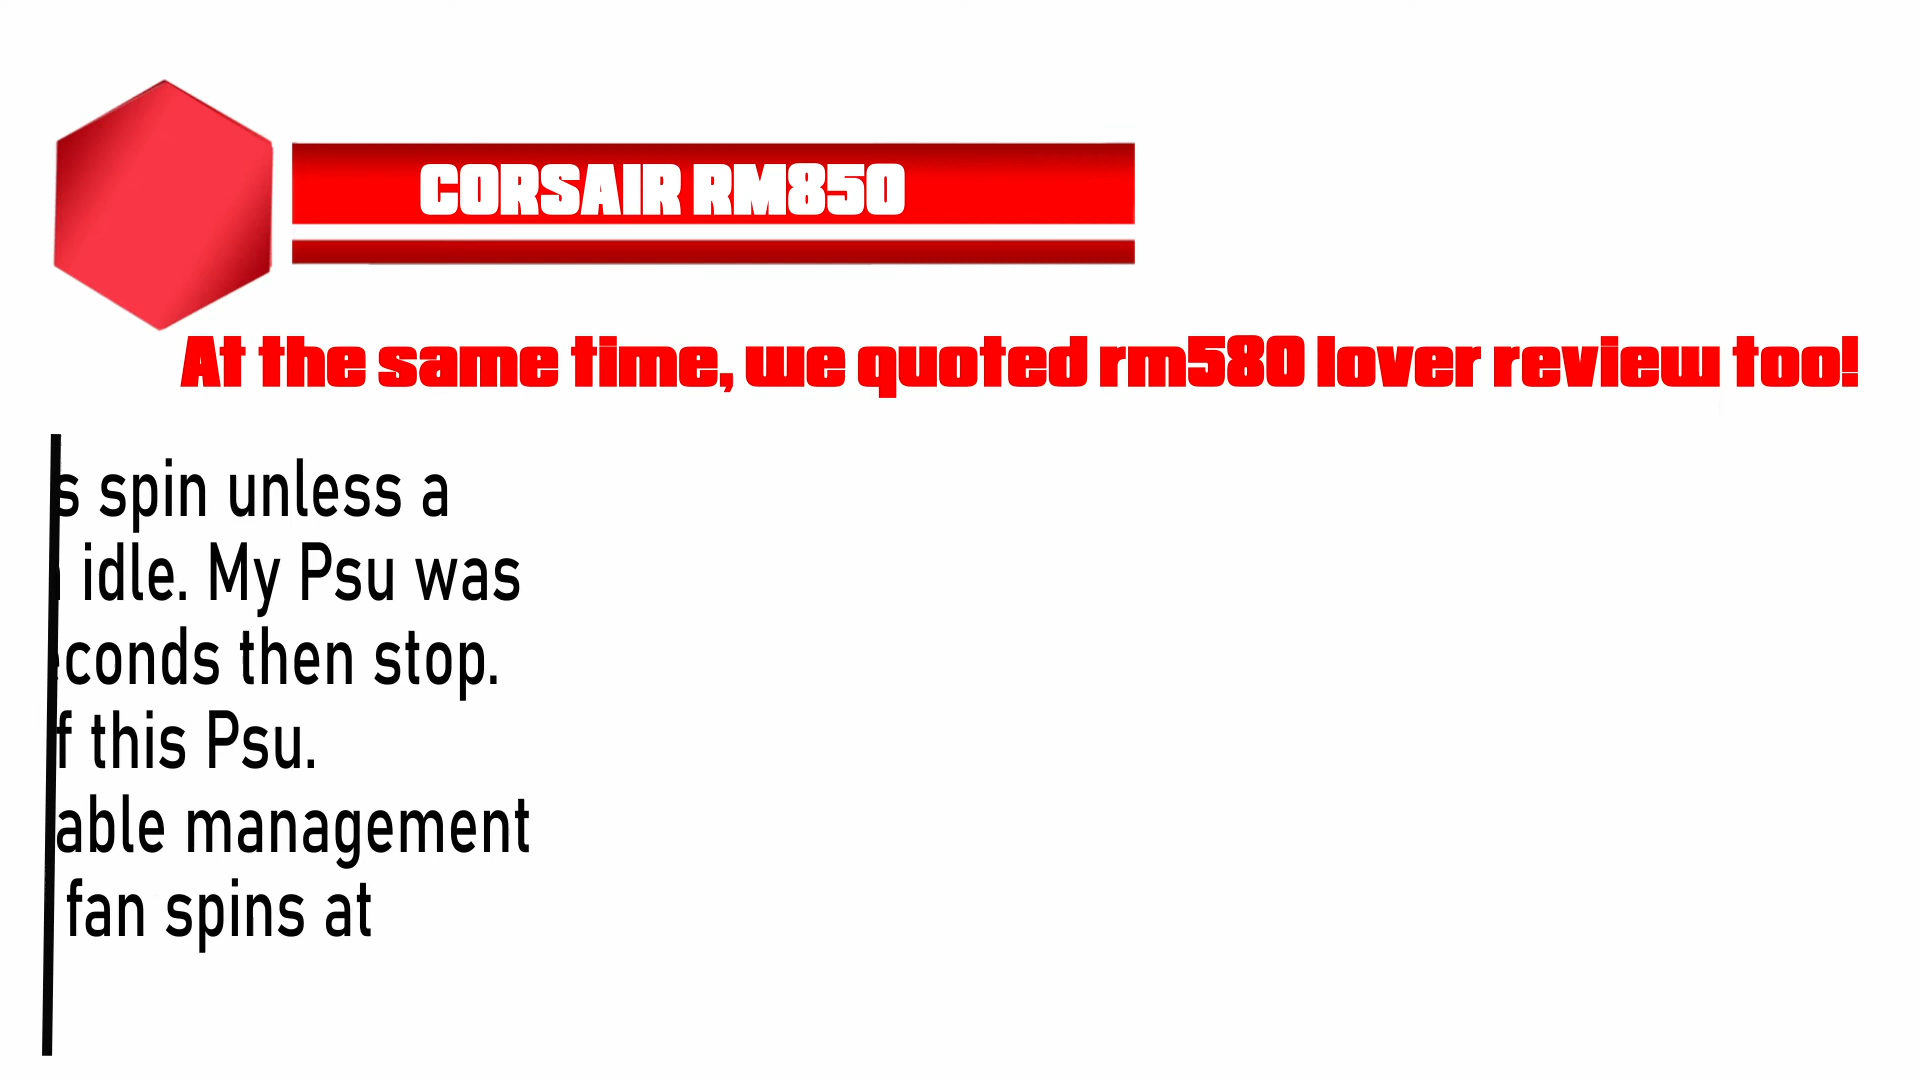 CORSAIR RM850
At the same time, we quoted rm580 lover review too!
s spin unless a
idle. My Psu was
conds then stop.
f this Psu.
able management
fan spins at